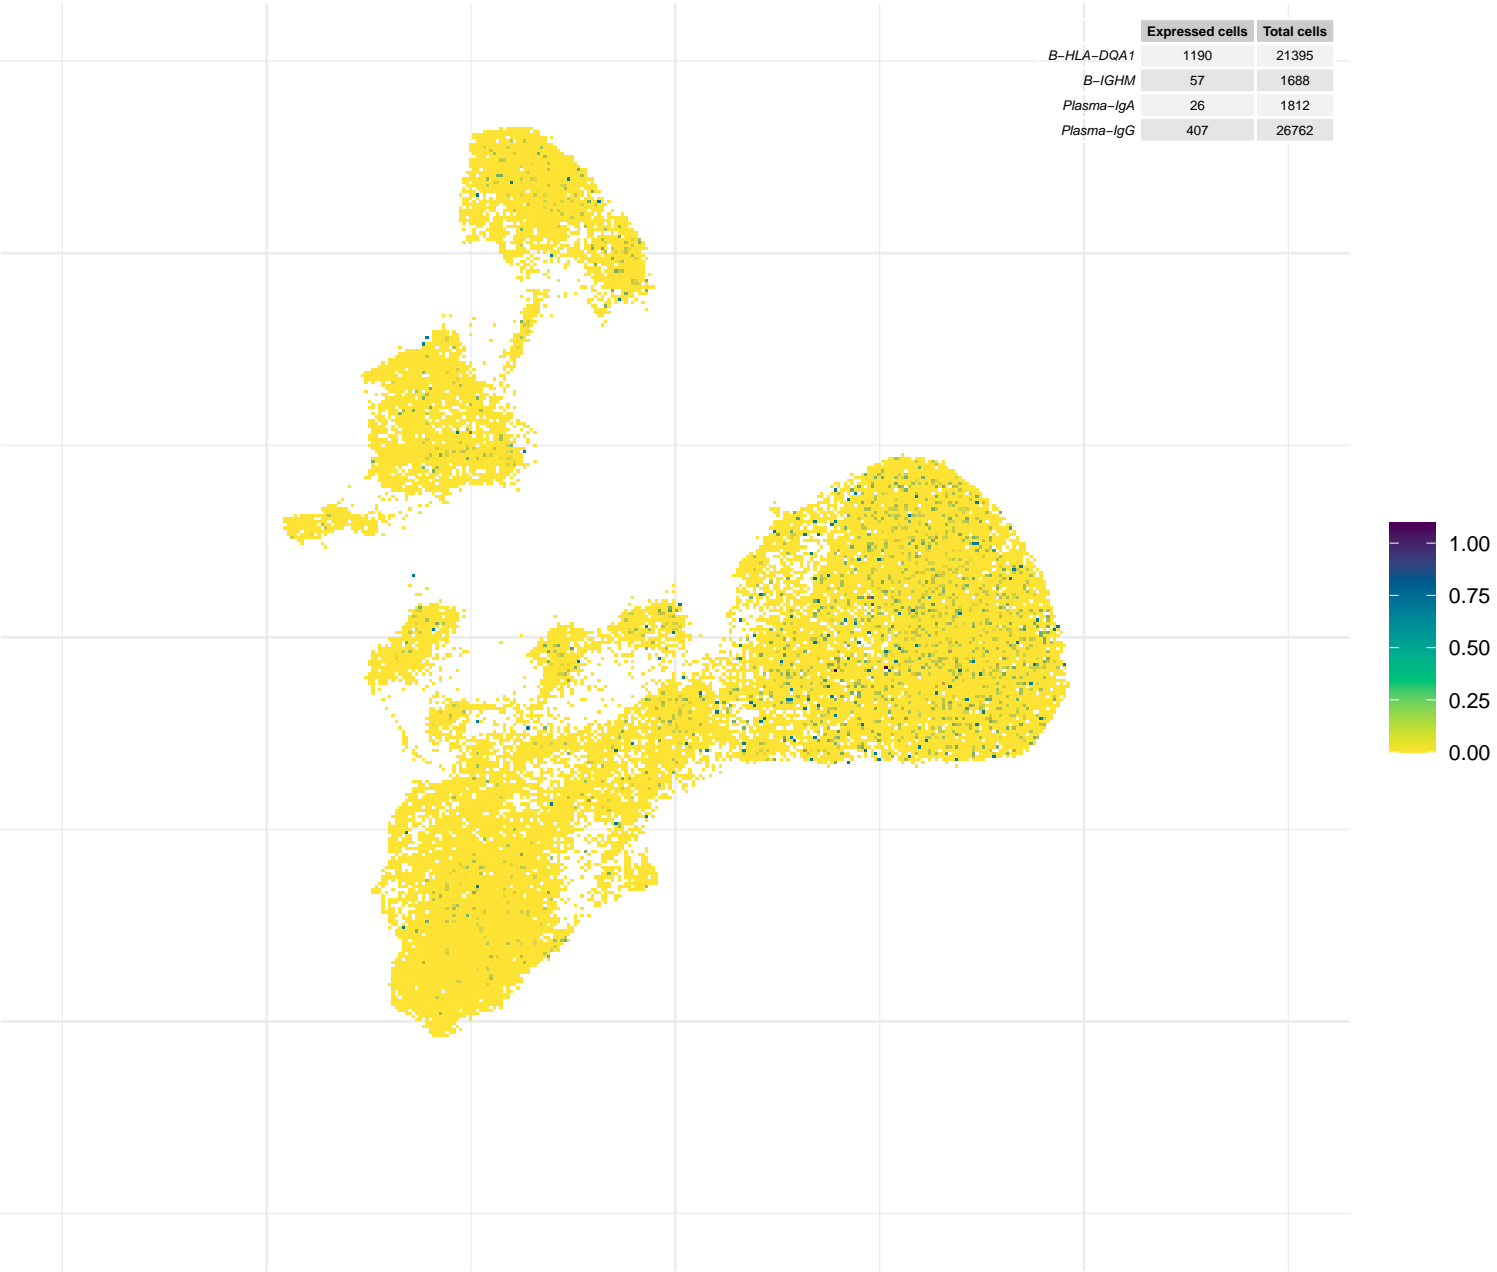 Expressed cells Total cells
B−HLA−DQA1 1190 21395
B−IGHM 57 1688
Plasma−IgA 26 1812
Plasma−IgG 407 26762
1.00
0.75
0.50
0.25
0.00